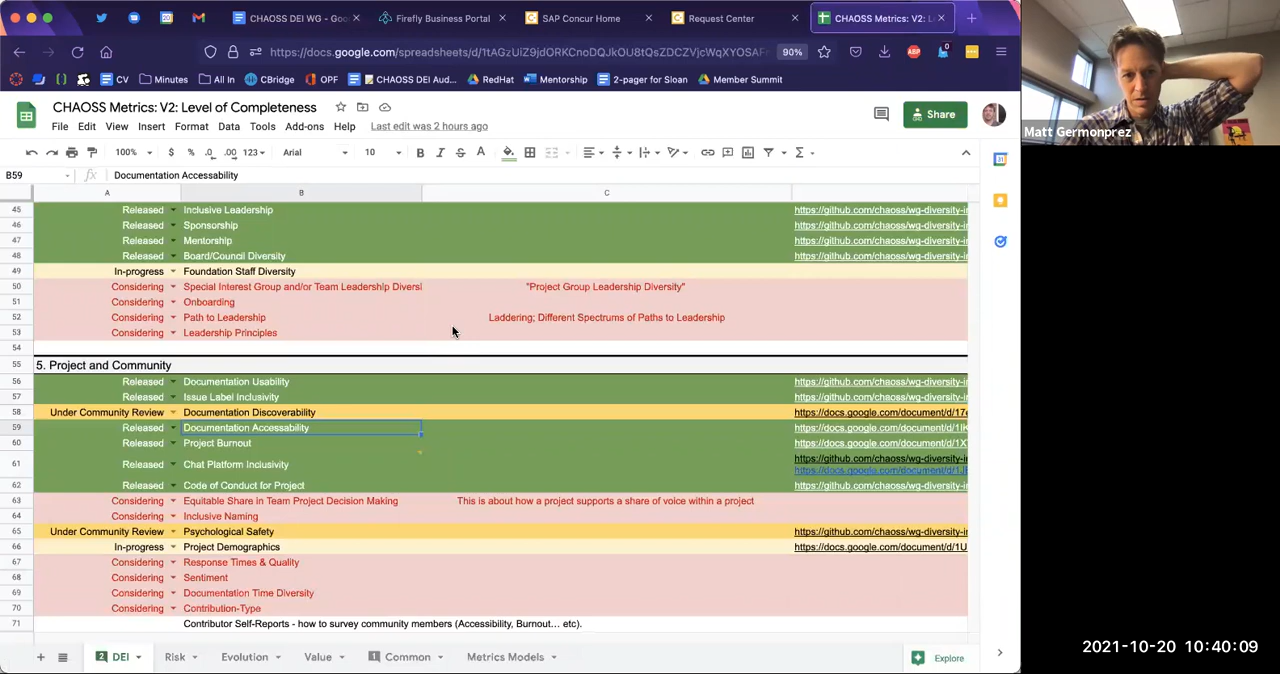 CHAOSS DEI WG - Goo
Firefly Business Portal
SAP Concur Home
Request Center
CHAOSS Metrics: V2: L
https://docs.google.com/spreadsheets/d/1tAGzUiZ9jdORKCnoDQJkOU8tQsZDCZVjcWqXYOSAF
90%
CV
Minutes
All In
CBridge
OPF
CHAOSS DEI Aud...
RedHat
Mentorship
2-pager for Sloan
Member Summit
CHAOSS Metrics: V2: Level of Completeness
File Edit View Insert Format Data Tools Add-ons Help Last edit was 2 hours ago
Share
100% $ % .0 .00 123 Arial 10 B I S A
B59 fx Documentation Accessability
A B C
45 Released Inclusive Leadership https://github.com/chaoss/wg-diversity-i
46 Released Sponsorship https://github.com/chaoss/wg-diversity-i
47 Released Mentorship https://github.com/chaoss/wg-diversity-i
48 Released Board/Council Diversity https://github.com/chaoss/wg-diversity-i
49 In-progress Foundation Staff Diversity
50 Considering Special Interest Group and/or Team Leadership Diversi "Project Group Leadership Diversity"
51 Considering Onboarding
52 Considering Path to Leadership Laddering; Different Spectrums of Paths to Leadership
53 Considering Leadership Principles
54
55 5. Project and Community
56 Released Documentation Usability https://github.com/chaoss/wg-diversity-i
57 Released Issue Label Inclusivity https://github.com/chaoss/wg-diversity-i
58 Under Community Review Documentation Discoverability https://docs.google.com/document/d/17
59 Released Documentation Accessability https://docs.google.com/document/d/1IK
60 Released Project Burnout https://docs.google.com/document/d/1X
61 Released Chat Platform Inclusivity https://github.com/chaoss/wg-diversity-i
https://docs.google.com/document/d/1J
62 Released Code of Conduct for Project https://github.com/chaoss/wg-diversity-i
63 Considering Equitable Share in Team Project Decision Making This is about how a project supports a share of voice within a project
64 Considering Inclusive Naming
65 Under Community Review Psychological Safety https://github.com/chaoss/wg-diversity-i
66 In-progress Project Demographics https://docs.google.com/document/d/1U
67 Considering Response Times & Quality
68 Considering Sentiment
69 Considering Documentation Time Diversity
70 Considering Contribution-Type
71 Contributor Self-Reports - how to survey community members (Accessibility, Burnout... etc).
2 DEI Risk Evolution Value 1 Common Metrics Models
Explore
Matt Germonprez
2021-10-20 10:40:09